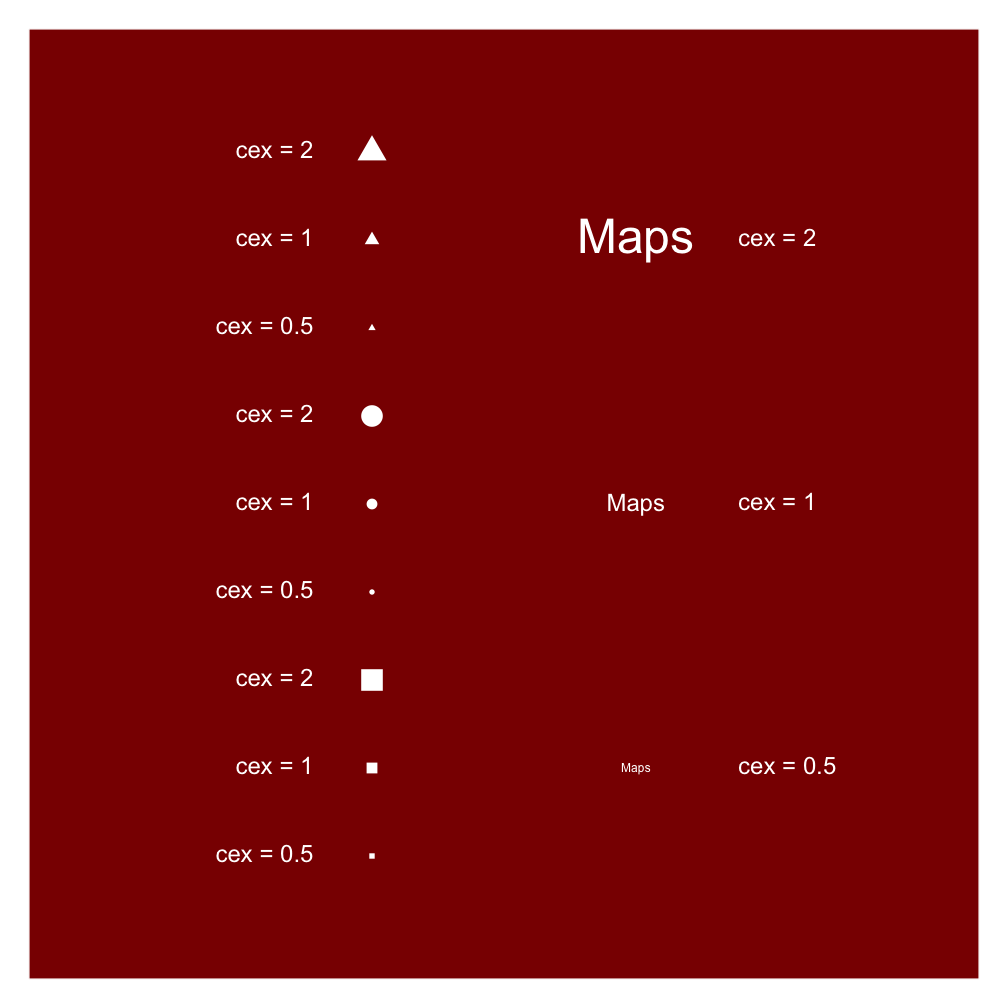 cex = 2
cex = 1
Maps cex = 2
cex = 0.5
cex = 2
cex = 1
Maps cex = 1
cex = 0.5
cex = 2
cex = 1
Maps cex = 0.5
cex = 0.5